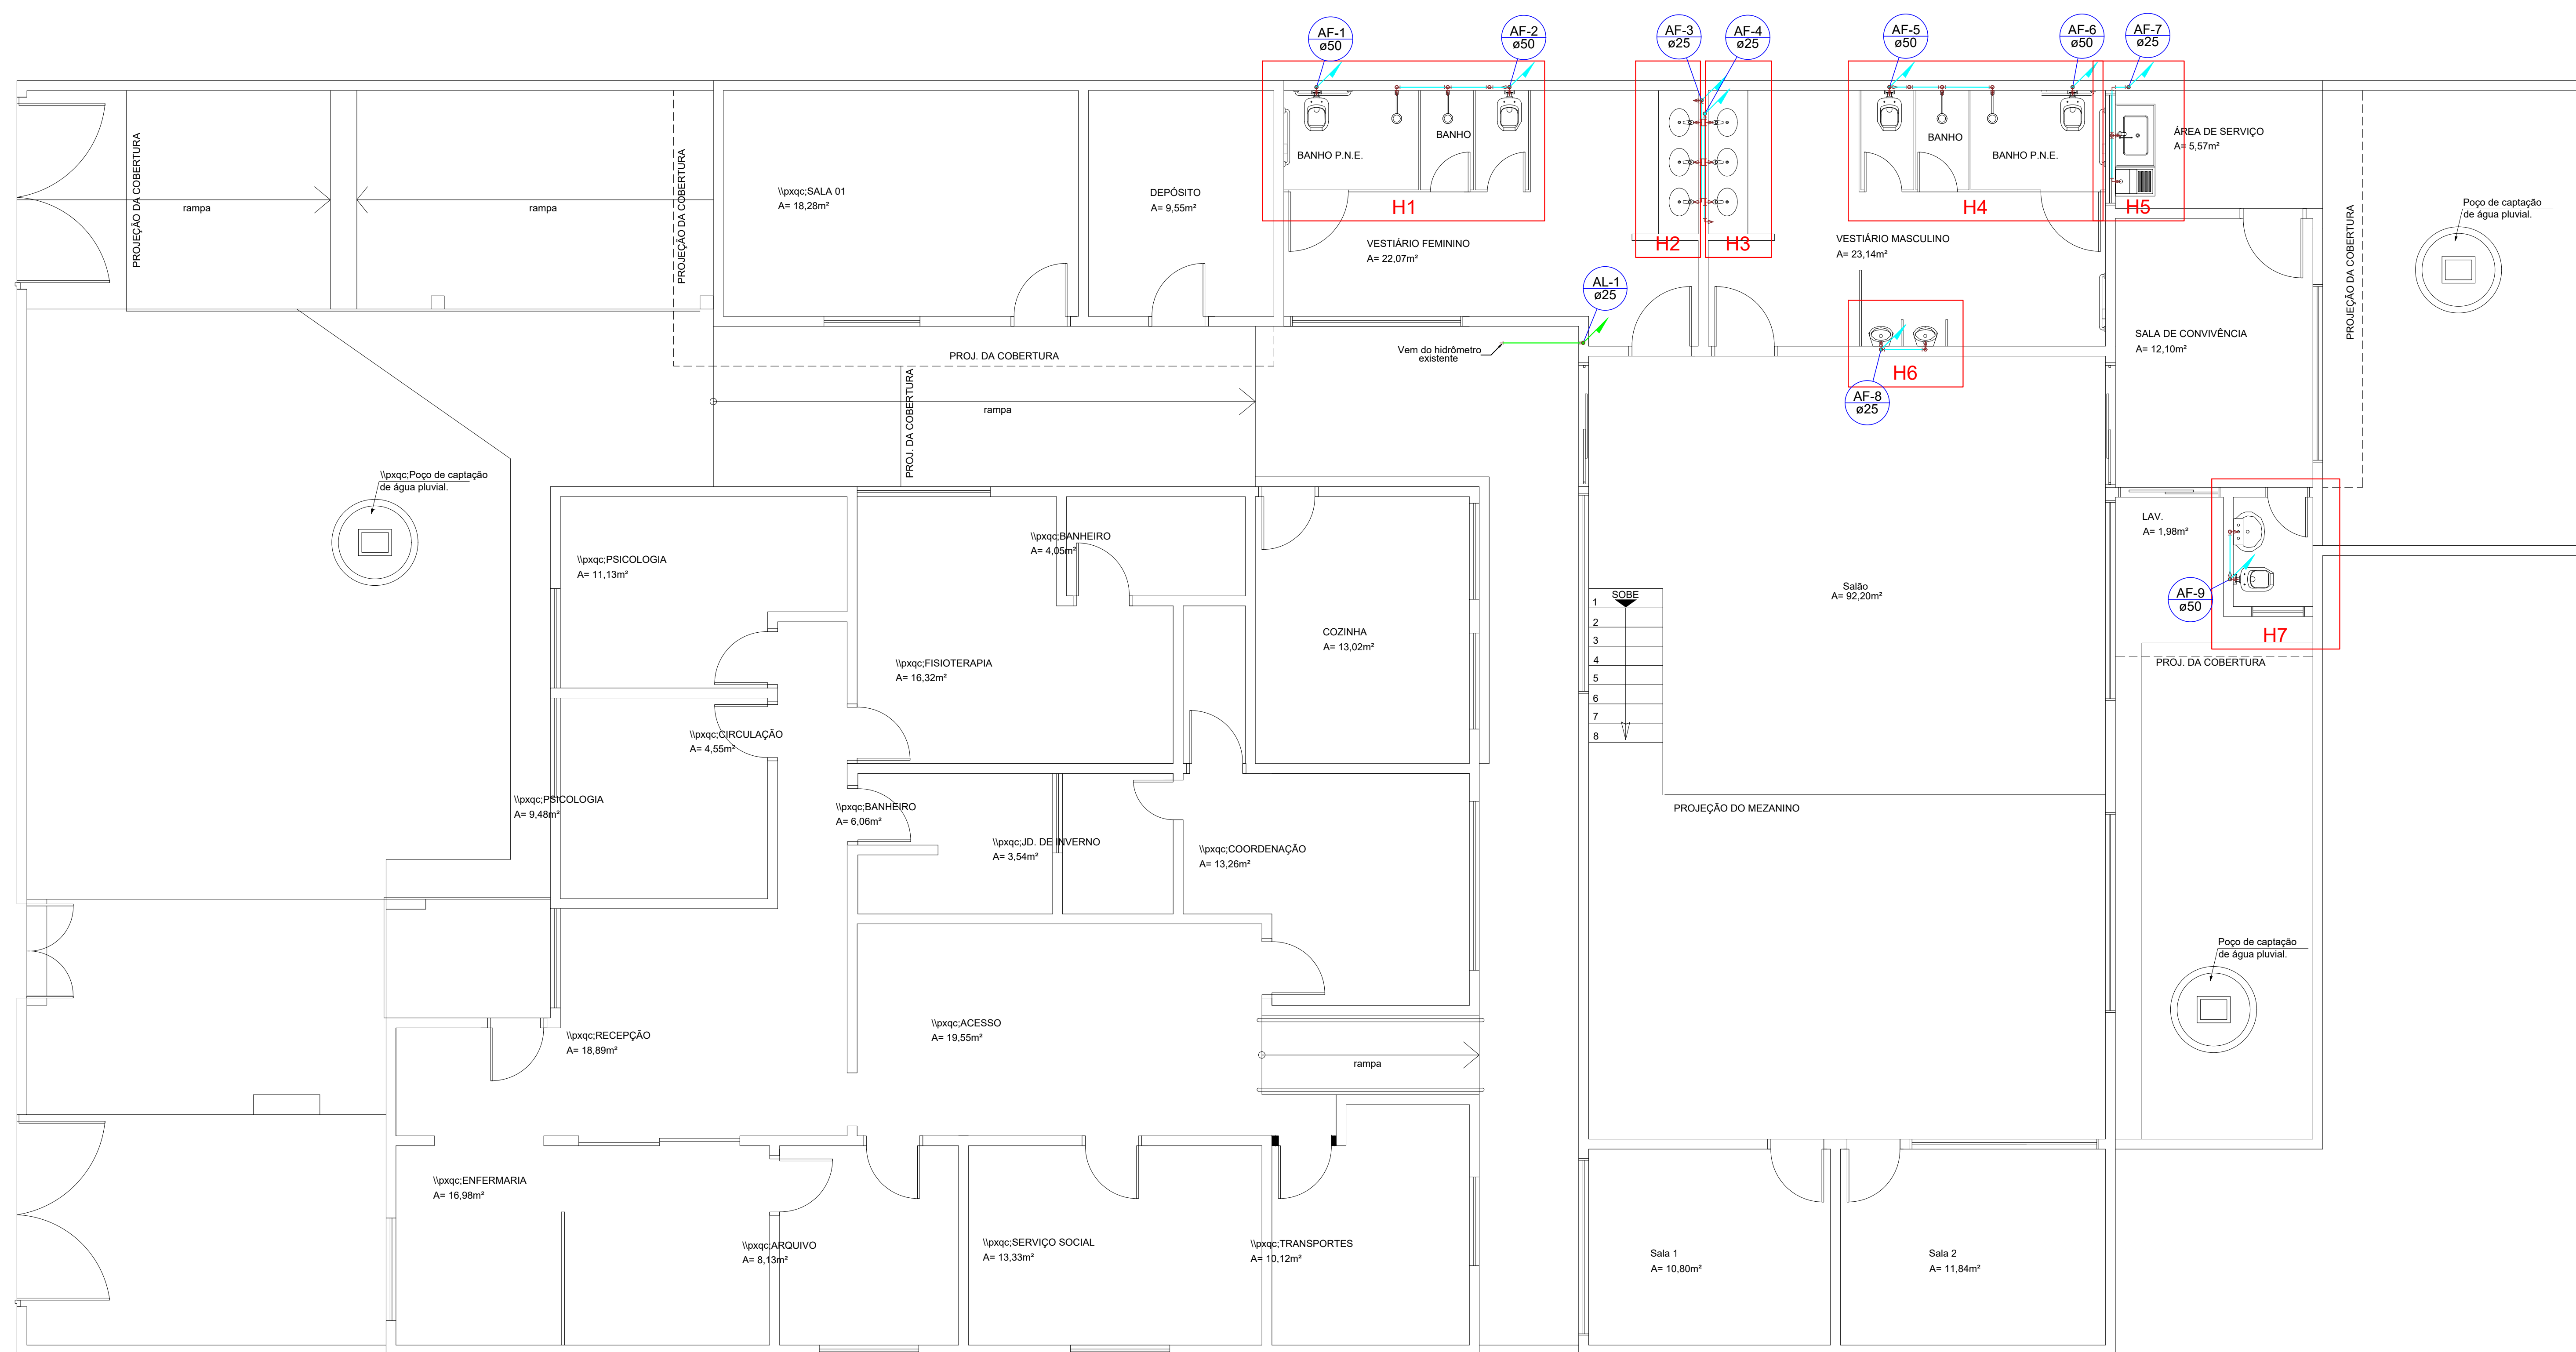 AF-1
ø50
AF-2
ø50
AF-3
ø25
AF-4
ø25
AF-5
ø50
AF-6
ø50
AF-7
ø25
PROJEÇÃO DA COBERTURA
rampa
rampa
PROJEÇÃO DA COBERTURA
\\pxqc;SALA 01
A= 18,28m²
DEPÓSITO
A= 9,55m²
BANHO P.N.E.
BANHO
H1
VESTIÁRIO FEMININO
A= 22,07m²
H2
H3
BANHO
BANHO P.N.E.
H4
VESTIÁRIO MASCULINO
A= 23,14m²
ÁREA DE SERVIÇO
A= 5,57m²
H5
Poço de captação
de água pluvial.
PROJEÇÃO DA COBERTURA
AL-1
ø25
Vem do hidrômetro
existente
PROJ. DA COBERTURA
PROJ. DA COBERTURA
rampa
H6
AF-8
ø25
SALA DE CONVIVÊNCIA
A= 12,10m²
\\pxqc;Poço de captação
de água pluvial.
\\pxqc;PSICOLOGIA
A= 11,13m²
\\pxqc;BANHEIRO
A= 4,05m²
LAV.
A= 1,98m²
AF-9
ø50
H7
PROJ. DA COBERTURA
Salão
A= 92,20m²
SOBE
1
2
3
4
5
6
7
8
COZINHA
A= 13,02m²
\\pxqc;FISIOTERAPIA
A= 16,32m²
\\pxqc;CIRCULAÇÃO
A= 4,55m²
\\pxqc;PSICOLOGIA
A= 9,48m²
\\pxqc;BANHEIRO
A= 6,06m²
\\pxqc;JD. DE INVERNO
A= 3,54m²
\\pxqc;COORDENAÇÃO
A= 13,26m²
PROJEÇÃO DO MEZANINO
Poço de captação
de água pluvial.
\\pxqc;RECEPÇÃO
A= 18,89m²
\\pxqc;ACESSO
A= 19,55m²
rampa
\\pxqc;ENFERMARIA
A= 16,98m²
\\pxqc;ARQUIVO
A= 8,13m²
\\pxqc;SERVIÇO SOCIAL
A= 13,33m²
\\pxqc;TRANSPORTES
A= 10,12m²
Sala 1
A= 10,80m²
Sala 2
A= 11,84m²